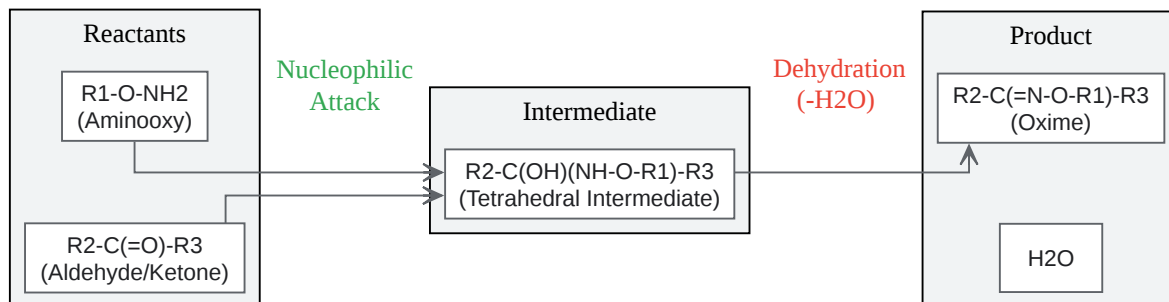 Reactants
R1-O-NH2
(Aminooxy)
R2-C(=O)-R3
(Aldehyde/Ketone)
Nucleophilic
Attack
Intermediate
R2-C(OH)(NH-O-R1)-R3
(Tetrahedral Intermediate)
Dehydration
(-H2O)
Product
R2-C(=N-O-R1)-R3
(Oxime)
H2O